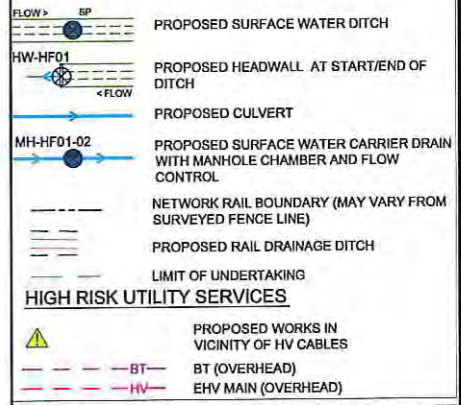 FLOW > SP
PROPOSED SURFACE WATER DITCH
HW-HF01
PROPOSED HEADWALL AT START/END OF
DITCH
< FLOW
PROPOSED CULVERT
MH-HF01-02
PROPOSED SURFACE WATER CARRIER DRAIN
WITH MANHOLE CHAMBER AND FLOW
CONTROL
NETWORK RAIL BOUNDARY (MAY VARY FROM
SURVEYED FENCE LINE)
PROPOSED RAIL DRAINAGE DITCH
LIMIT OF UNDERTAKING
HIGH RISK UTILITY SERVICES
PROPOSED WORKS IN
VICINITY OF HV CABLES
BT BT (OVERHEAD)
HV EHV MAIN (OVERHEAD)